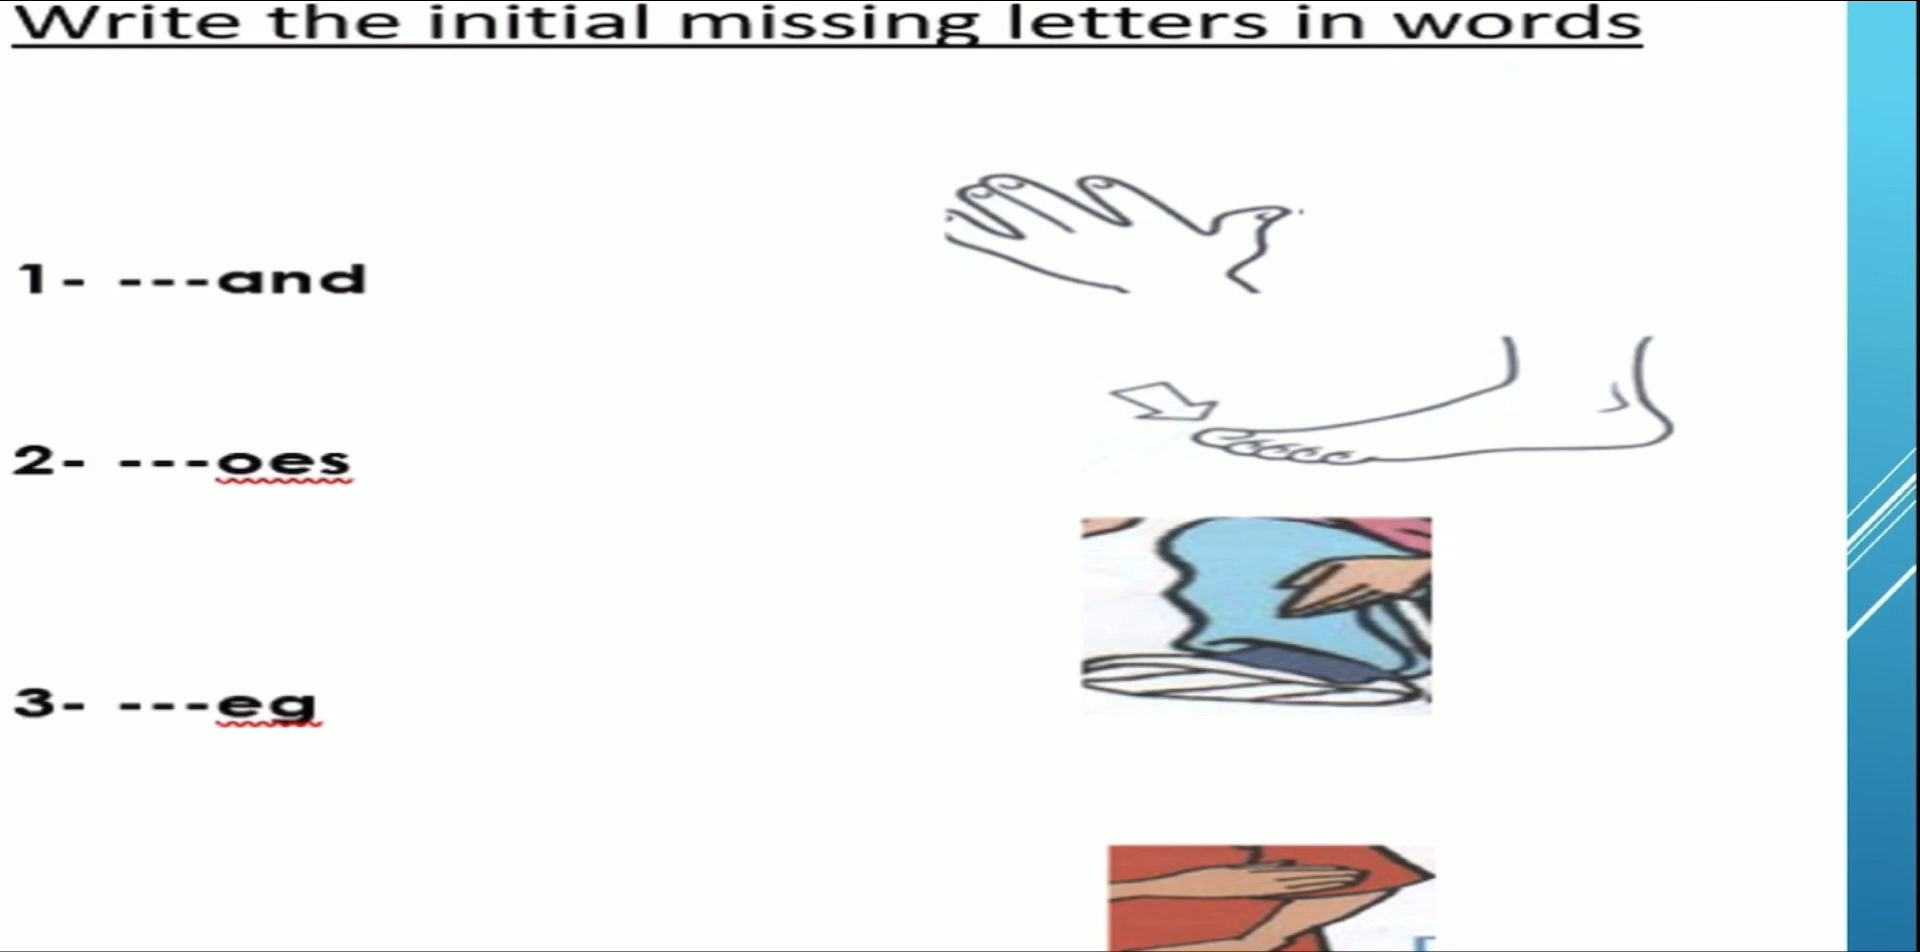 Write the initial missing letters in words
1- ---and
2- ---oes
3- ---eg